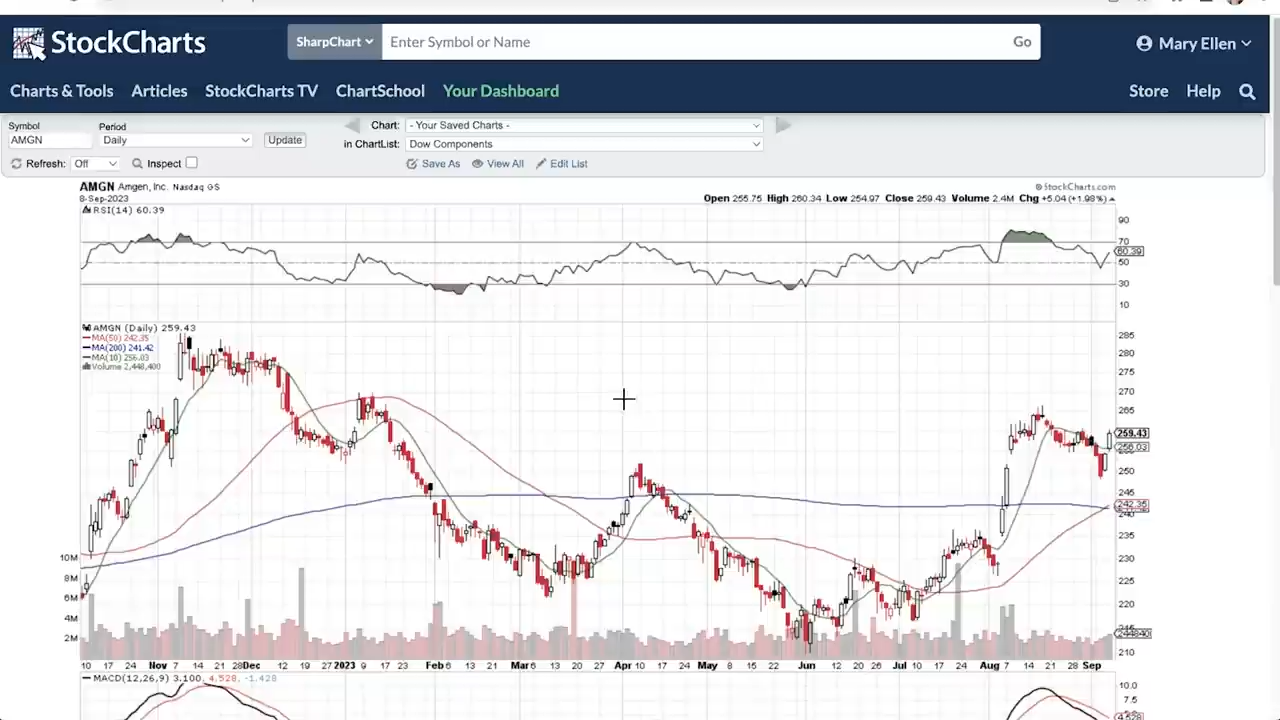 StockCharts
SharpChart Enter Symbol or Name Go
Mary Ellen
Charts & Tools Articles StockCharts TV ChartSchool Your Dashboard
Store Help
Symbol Period
AMGN Daily Update
Chart: - Your Saved Charts -
in ChartList: Dow Components
Refresh: Off Inspect
Save As View All Edit List
AMGN Amgen, Inc. Nasdaq GS
© StockCharts.com
8-Sep-2023
Open 255.75 High 260.34 Low 254.97 Close 259.43 Volume 2.4M Chg +5.04 (+1.98%)
RSI(14) 60.39
90
70
60.39
50
30
10
AMGN (Daily) 259.43
MA(50) 242.35
MA(200) 241.42
MA(10) 256.03
Volume 2,448,400
285
280
275
270
265
259.43
256.03
250
245
242.35
240
235
230
225
220
210
10M
8M
6M
4M
2M
10 17 24 Nov 7 14 21 28 Dec 12 19 27 2023 9 17 23 Feb 6 13 21 Mar 6 13 20 27 Apr 10 17 24 May 8 15 22 Jun 12 20 26 Jul 10 17 24 Aug 7 14 21 28 Sep
MACD(12,26,9) 3.100, 4.528, -1.428
10.0
7.5
4.528